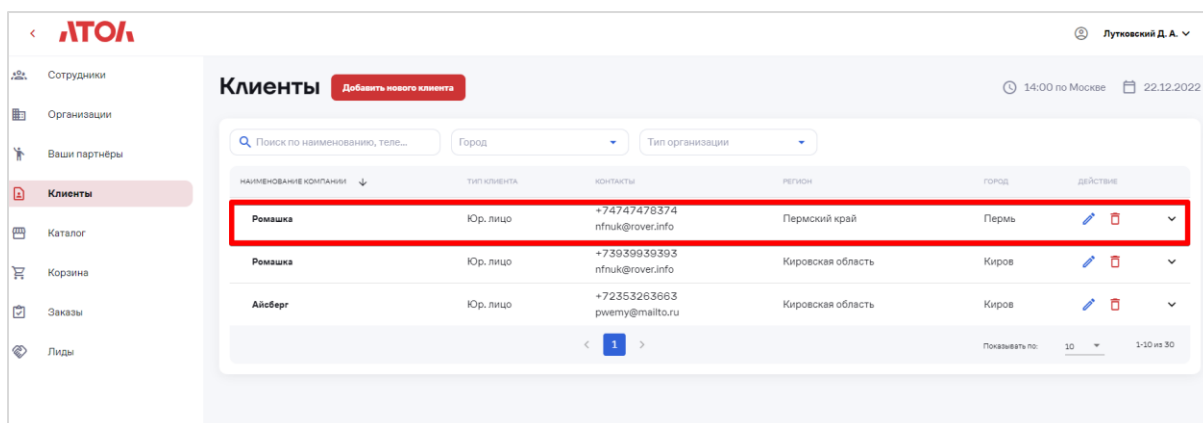 АТОЛ
Лутковский Д. А.
Сотрудники
Организации
Ваши партнёры
Клиенты
Каталог
Корзина
Заказы
Лиды
Клиенты
Добавить нового клиента
14:00 по Москве
22.12.2022
Поиск по наименованию, теле...
Город
Тип организации
НАИМЕНОВАНИЕ КОМПАНИИ ТИП КЛИЕНТА КОНТАКТЫ РЕГИОН ГОРОД ДЕЙСТВИЕ
Ромашка Юр. лицо +74747478374 Пермский край Пермь
nfnuk@rover.info
Ромашка Юр. лицо +73939939393 Кировская область Киров
nfnuk@rover.info
Айсберг Юр. лицо +72353263663 Кировская область Киров
pwemy@mailto.ru
1
Показывать по: 10 1-10 из 30